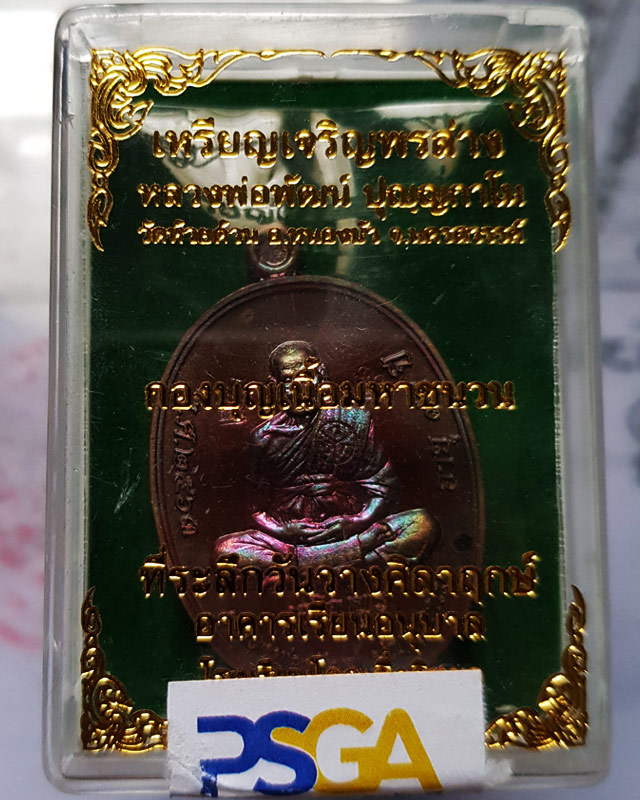 เหรียญเจริญพรล่าง
หลวงพ่อพัฒน์ ปุญฺญกาโม
วัดห้วยด้วน อ.หนองบัว จ.นครสวรรค์
กองบุญเนื้อมหาชนวน
ที่ระลึกวันวางศิลาฤกษ์
อาคารเรียนอนุบาล
PSGA